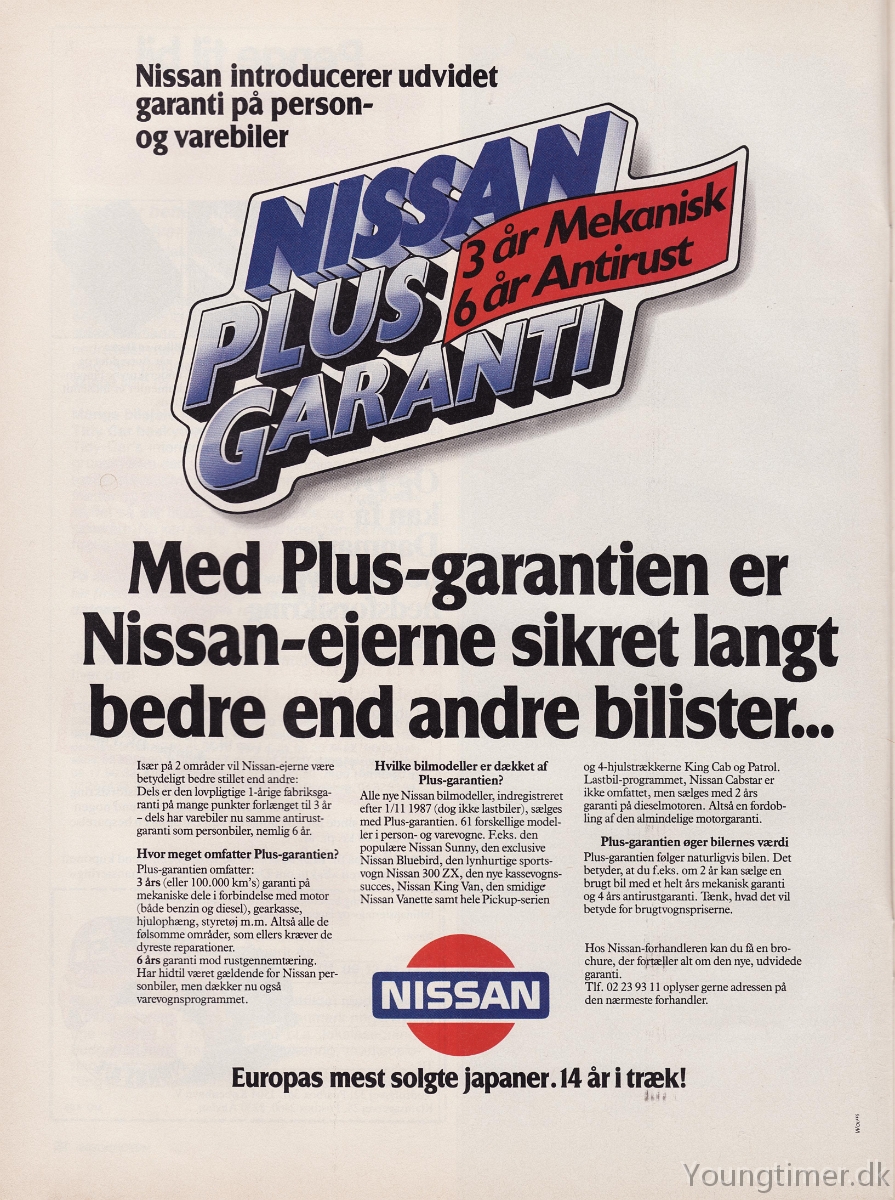 Nissan introducerer udvidet
garanti på person-
og varebiler
NISSAN
PLUS
GARANTI
3 år Mekanisk
6 år Antirust
Med Plus-garantien er
Nissan-ejerne sikret langt
bedre end andre bilister...
Især på 2 områder vil Nissan-ejerne være
betydeligt bedre stillet end andre:
Dels er den lovpligtige 1-årige fabriksga-
ranti på mange punkter forlænget til 3 år
– dels har varebiler nu samme antirust-
garanti som personbiler, nemlig 6 år.
Hvor meget omfatter Plus-garantien?
Plus-garantien omfatter:
3 års (eller 100.000 km's) garanti på
mekaniske dele i forbindelse med motor
(både benzin og diesel), gearkasse,
hjulophæng, styretøj m.m. Altså alle de
følsomme områder, som ellers kræver de
dyreste reparationer.
6 års garanti mod rustgennemtæring.
Har hidtil været gældende for Nissan per-
sonbiler, men dækker nu også
varevognsprogrammet.
Hvilke bilmodeller er dækket af
Plus-garantien?
Alle nye Nissan bilmodeller, indregistreret
efter 1/11 1987 (dog ikke lastbiler), sælges
med Plus-garantien. 61 forskellige model-
ler i person- og varevogne. F.eks. den
populære Nissan Sunny, den exclusive
Nissan Bluebird, den lynhurtige sports-
vogn Nissan 300 ZX, den nye kassevogns-
succes, Nissan King Van, den smidige
Nissan Vanette samt hele Pickup-serien
og 4-hjulstrækkerne King Cab og Patrol.
Lastbil-programmet, Nissan Cabstar er
ikke omfattet, men sælges med 2 års
garanti på dieselmotoren. Altså en fordob-
ling af den almindelige motorgaranti.
Plus-garantien øger bilernes værdi
Plus-garantien følger naturligvis bilen. Det
betyder, at du f.eks. om 2 år kan sælge en
brugt bil med et helt års mekanisk garanti
og 4 års antirustgaranti. Tænk, hvad det vil
betyde for brugtvognspriserne.
Hos Nissan-forhandleren kan du få en bro-
chure, der fortæller alt om den nye, udvidede
garanti.
Tlf. 02 23 93 11 oplyser gerne adressen på
den nærmeste forhandler.
NISSAN
Europas mest solgte japaner. 14 år i træk!
Youngtimer.dk